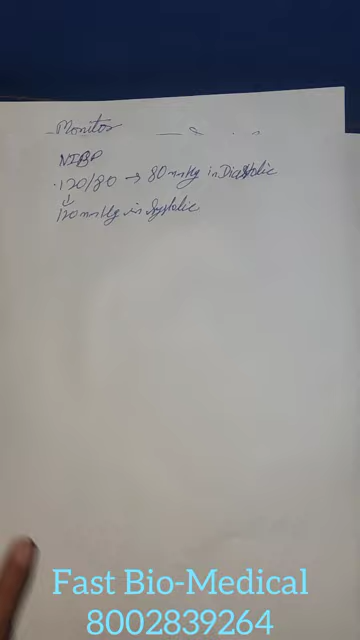 Monitor
NIBP
120/80 → 80 mmHg in Diastolic
↓
120 mmHg in Systolic
Fast Bio-Medical
8002839264